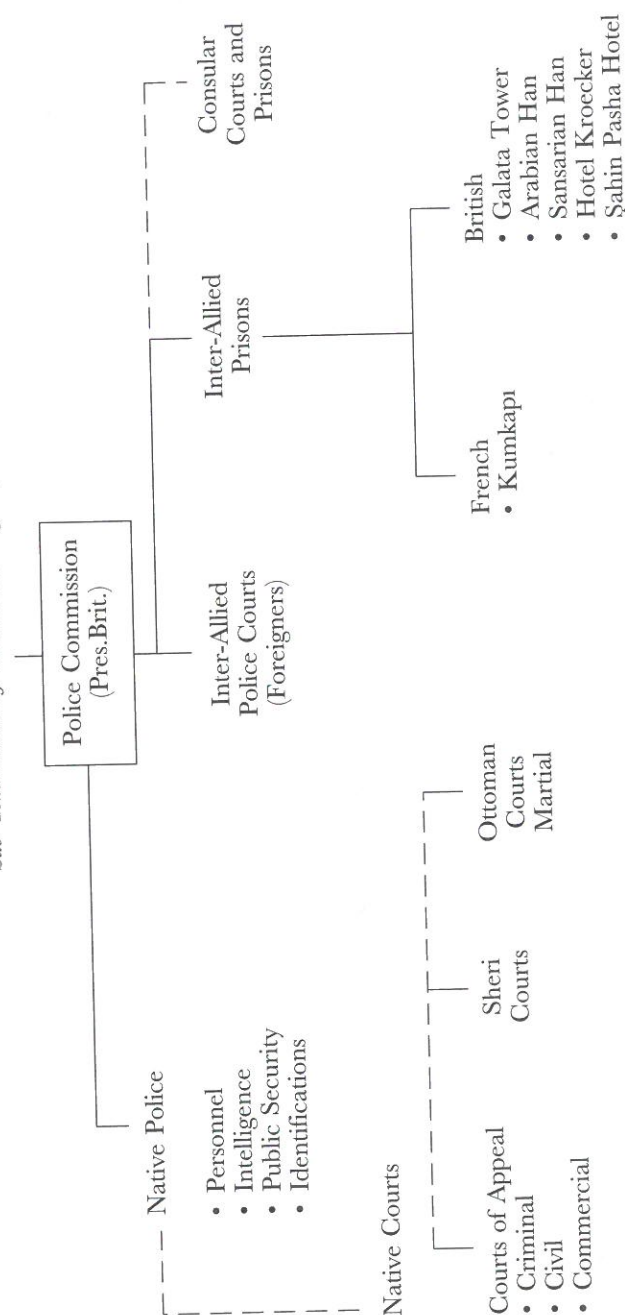 Police Commission
(Pres.Brit.)
Native Police
• Personnel
• Intelligence
• Public Security
• Identifications
Native Courts
Courts of Appeal
• Criminal
• Civil
• Commercial
Sheri
Courts
Ottoman
Courts
Martial
Inter-Allied
Police Courts
(Foreigners)
Inter-Allied
Prisons
French
• Kumkapı
British
• Galata Tower
• Arabian Han
• Sansarian Han
• Hotel Kroecker
• Şahin Pasha Hotel
Consular
Courts and
Prisons